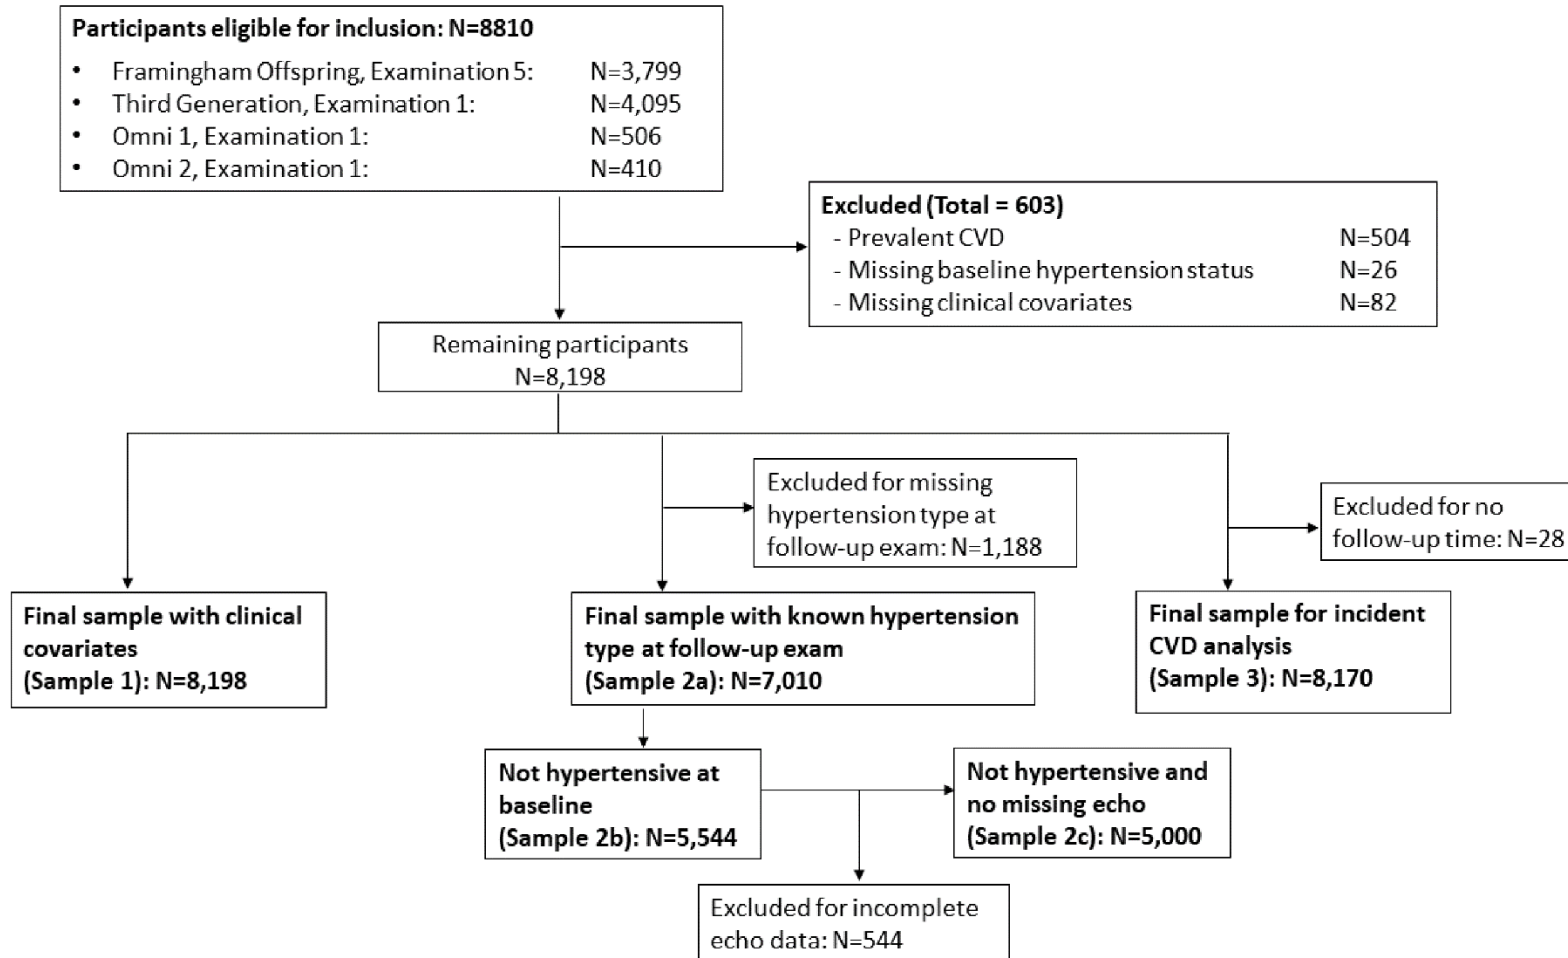 Participants eligible for inclusion: N=8810
• Framingham Offspring, Examination 5: N=3,799
• Third Generation, Examination 1: N=4,095
• Omni 1, Examination 1: N=506
• Omni 2, Examination 1: N=410
Excluded (Total = 603)
- Prevalent CVD N=504
- Missing baseline hypertension status N=26
- Missing clinical covariates N=82
Remaining participants
N=8,198
Excluded for missing
hypertension type at
follow-up exam: N=1,188
Excluded for no
follow-up time: N=28
Final sample with clinical
covariates
(Sample 1): N=8,198
Final sample with known hypertension
type at follow-up exam
(Sample 2a): N=7,010
Final sample for incident
CVD analysis
(Sample 3): N=8,170
Not hypertensive at
baseline
(Sample 2b): N=5,544
Not hypertensive and
no missing echo
(Sample 2c): N=5,000
Excluded for incomplete
echo data: N=544